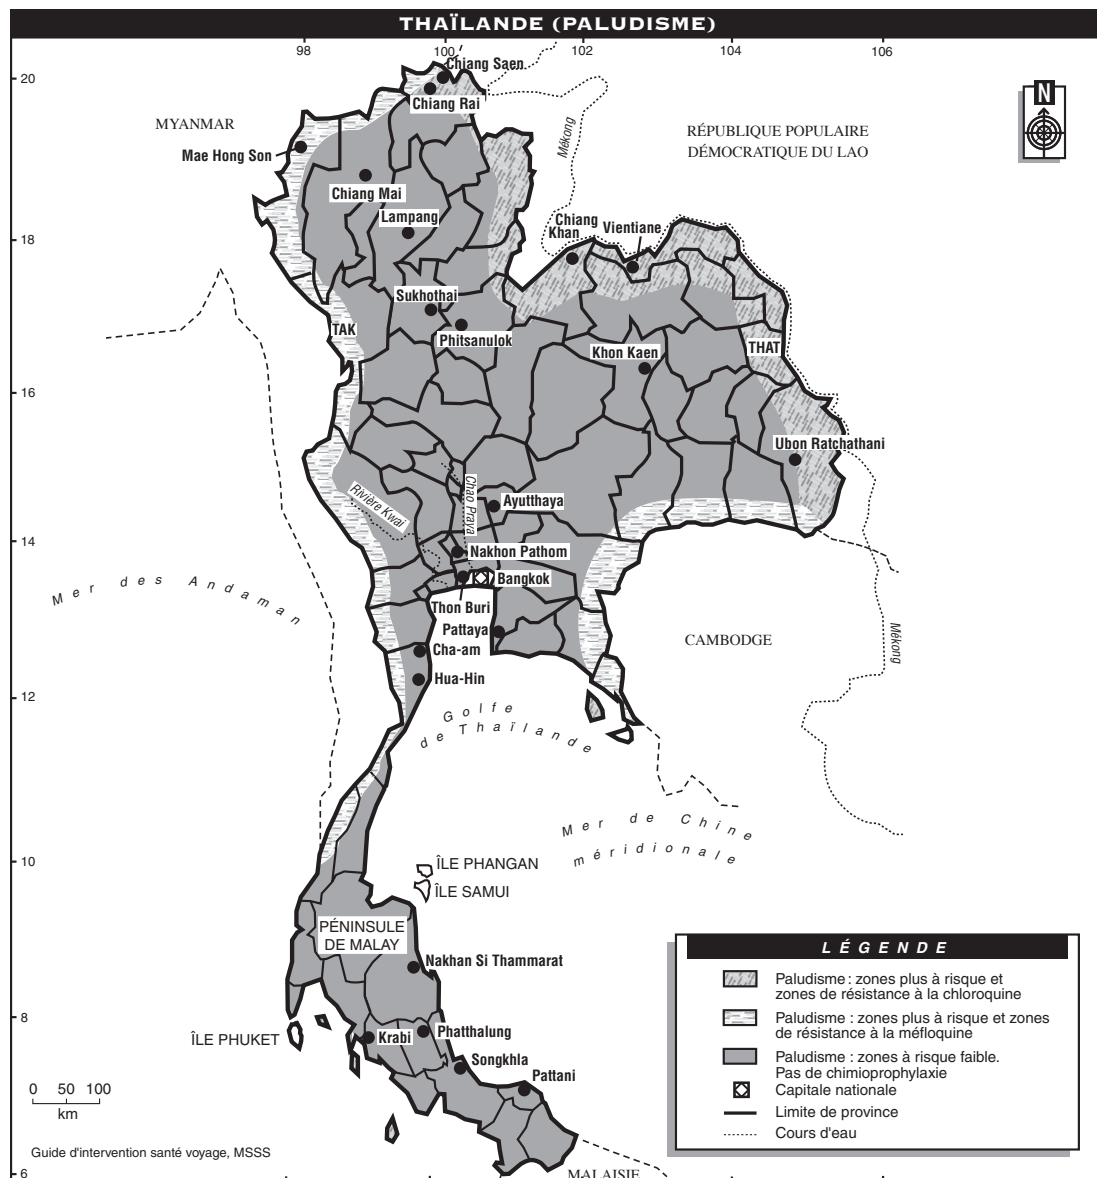 THAÏLANDE (PALUDISME)
98
100
102
104
106
20
Chiang Saen
Chiang Rai
MYANMAR
Mae Hong Son
Mékong
RÉPUBLIQUE POPULAIRE
DÉMOCRATIQUE DU LAO
N
Chiang Mai
Lampang
18
Chiang
Khan
Vientiane
Sukhothai
TAK
Phitsanulok
Khon Kaen
THAT
16
Ubon Ratchathani
Rivière Kwai
Chao Praya
Ayutthaya
14
Nakhon Pathom
Bangkok
Mer des Andaman
Thon Buri
Pattaya
CAMBODGE
Mékong
Cha-am
Hua-Hin
12
Golfe
de Thaïlande
Mer de Chine
méridionale
10
ÎLE PHANGAN
ÎLE SAMUI
PÉNINSULE
DE MALAY
Nakhan Si Thammarat
8
ÎLE PHUKET
Krabi
Phatthalung
Songkhla
Pattani
0 50 100
km
Guide d'intervention santé voyage, MSSS
6
MALAISIE
LÉGENDE
Paludisme : zones plus à risque et
zones de résistance à la chloroquine
Paludisme : zones plus à risque et zones
de résistance à la méfloquine
Paludisme : zones à risque faible.
Pas de chimioprophylaxie
Capitale nationale
Limite de province
Cours d'eau